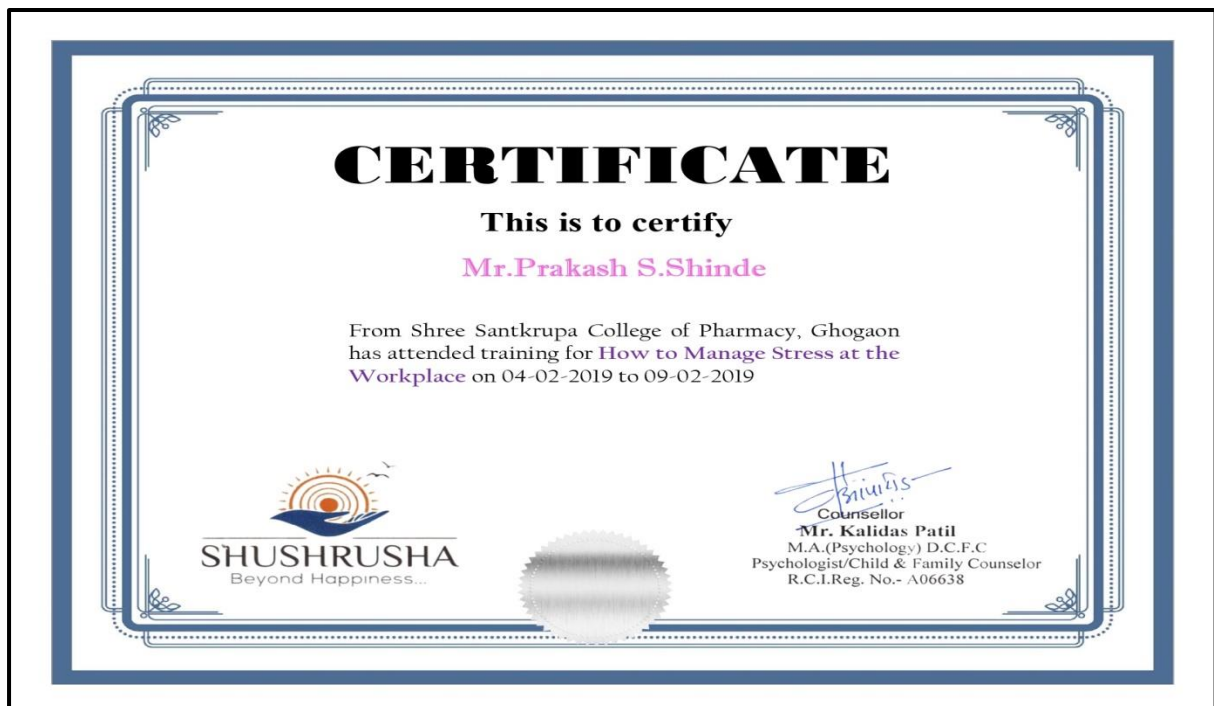 CERTIFICATE
This is to certify
Mr.Prakash S.Shinde
From Shree Santkrupa College of Pharmacy, Ghogaon
has attended training for How to Manage Stress at the
Workplace on 04-02-2019 to 09-02-2019
SHUSHRUSHA
Beyond Happiness...
Counsellor
Mr. Kalidas Patil
M.A.(Psychology) D.C.F.C
Psychologist/Child & Family Counselor
R.C.I.Reg. No.- A06638